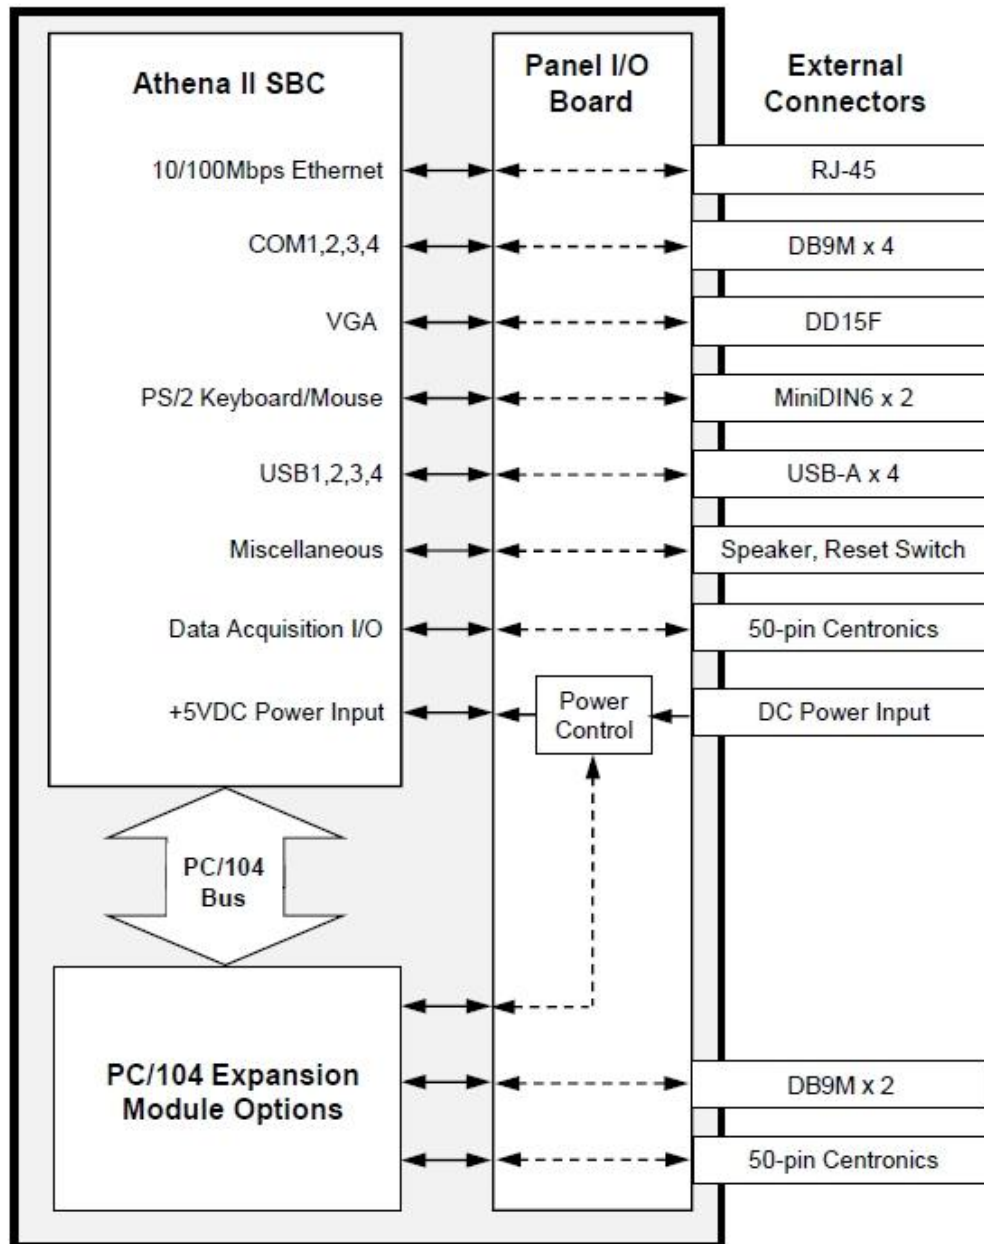 Athena II SBC
Panel I/O
Board
External
Connectors
10/100Mbps Ethernet
RJ-45
COM1,2,3,4
DB9M x 4
VGA
DD15F
PS/2 Keyboard/Mouse
MiniDIN6 x 2
USB1,2,3,4
USB-A x 4
Miscellaneous
Speaker, Reset Switch
Data Acquisition I/O
50-pin Centronics
+5VDC Power Input
Power
Control
DC Power Input
PC/104
Bus
PC/104 Expansion
Module Options
DB9M x 2
50-pin Centronics